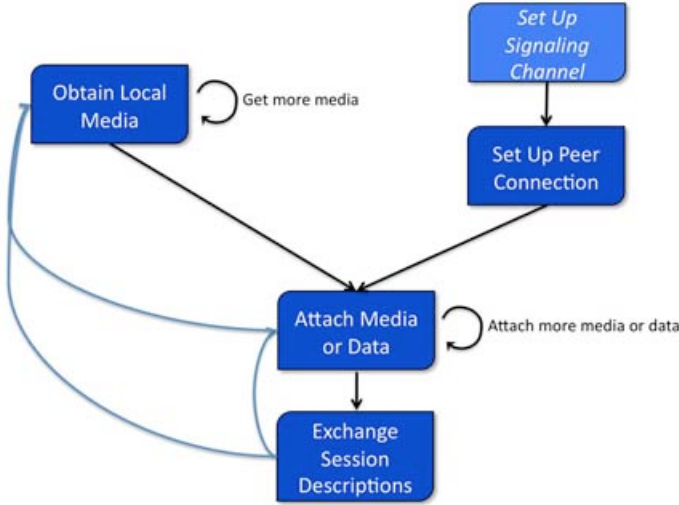 Set Up
Signaling
Channel
Obtain Local
Media
Get more media
Set Up Peer
Connection
Attach Media
or Data
Attach more media or data
Exchange
Session
Descriptions